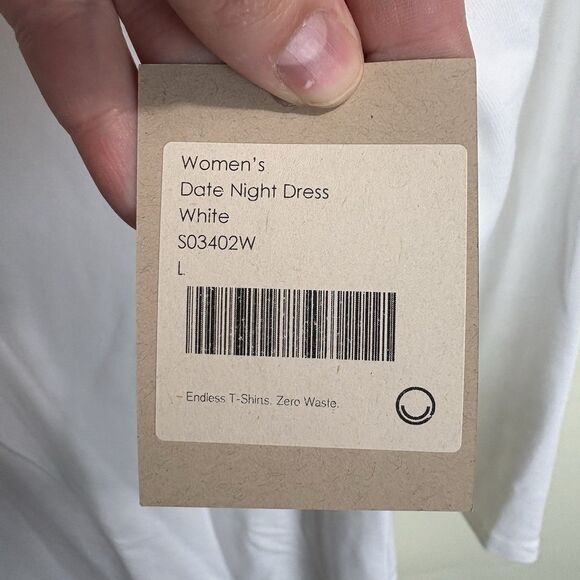 Women's
Date Night Dress
White
S03402W
L
Endless T-Shirts. Zero Waste.